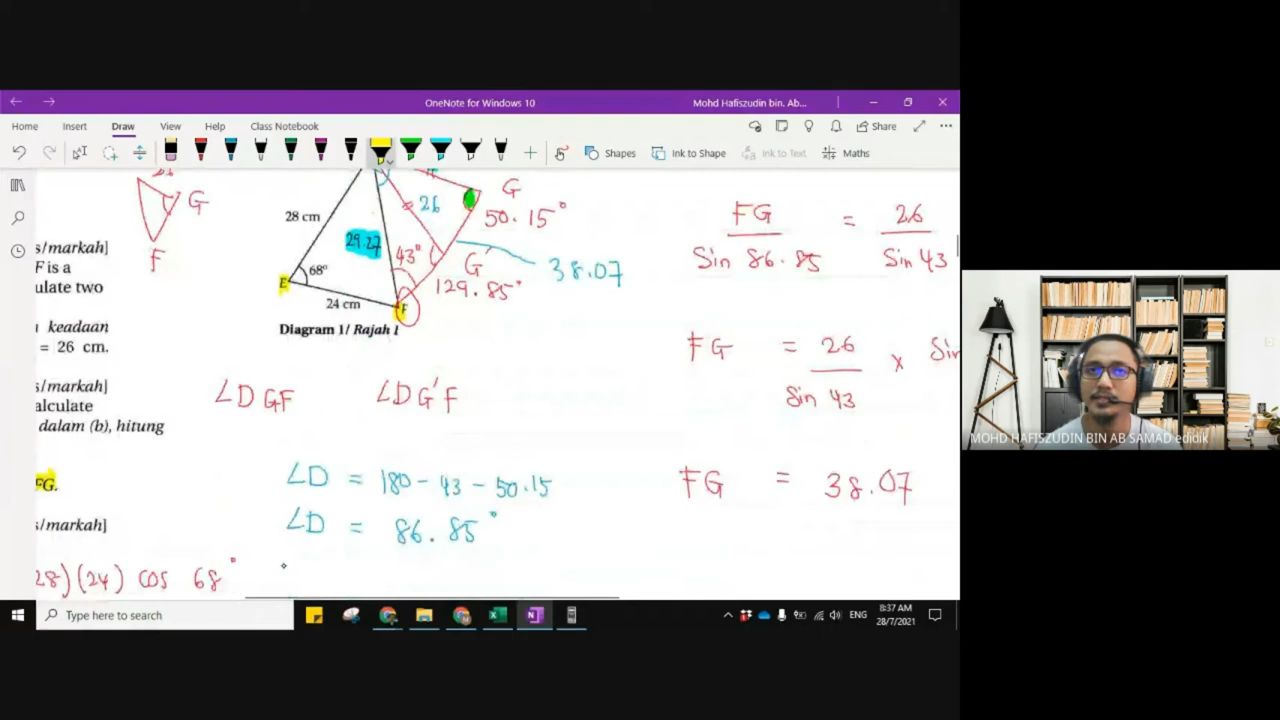 OneNote for Windows 10
Mohd Hafiszudin bin. Ab...
Home Insert Draw View Help Class Notebook
Share
Shapes Ink to Shape Ink to Text Maths
G
F
s/markah]
F is a
ulate two
keadaan
= 26 cm.
s/markah]
alculate
dalam (b), hitung
FG.
s/markah]
28)(24) cos 68°
28 cm
26
G
50.15°
29.27
43°
G'
129.85°
38.07
E
68°
24 cm
F
Diagram 1/ Rajah 1
∠DGF ∠DG'F
∠D = 180 - 43 - 50.15
∠D = 86.85°
FG = 26
Sin 86.85 Sin 43
FG = 26 x Sin
Sin 43
FG = 38.07
MOHD HAFISZUDIN BIN AB SAMAD edidik
Type here to search
ENG
8:37 AM
28/7/2021